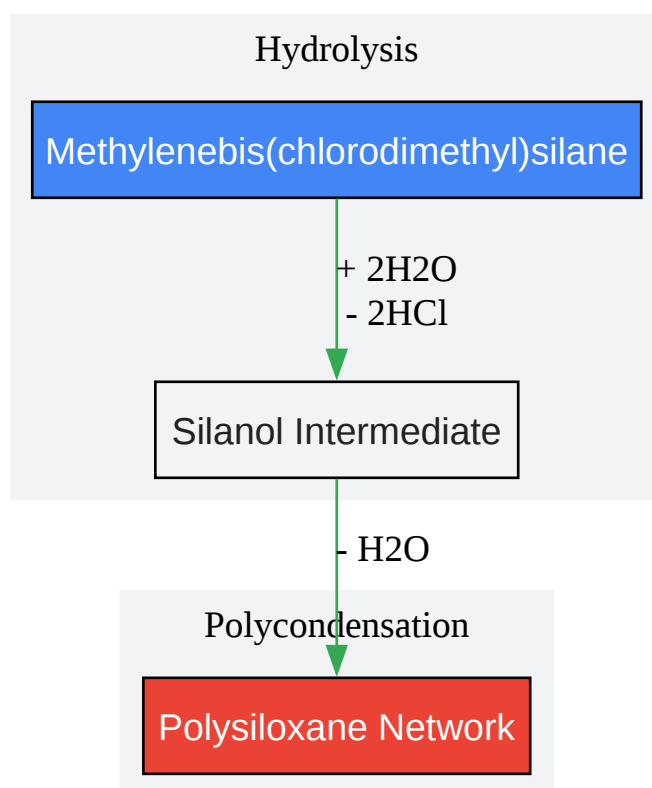 Hydrolysis
Methylenebis(chlorodimethyl)silane
+ 2H2O
- 2HCl
Silanol Intermediate
- H2O
Polycondensation
Polysiloxane Network